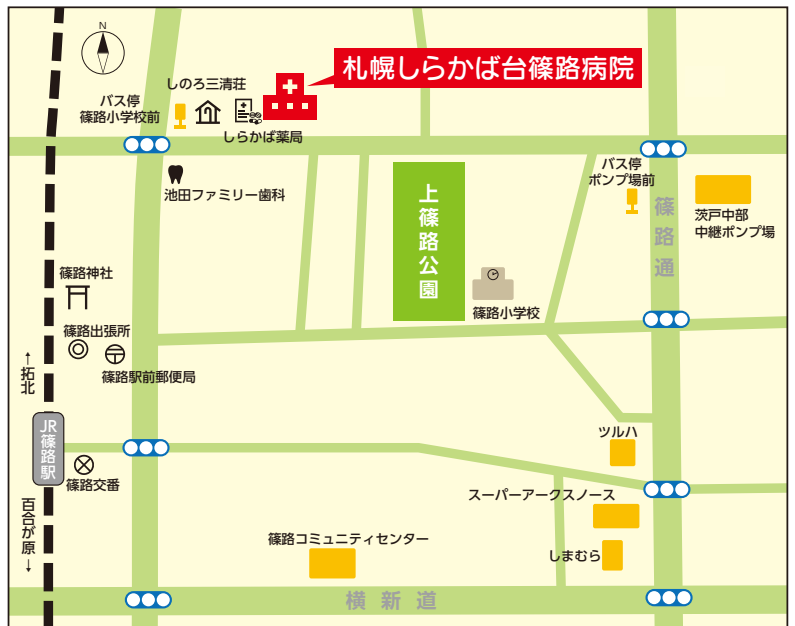 N
札幌しらかば台篠路病院
しのろ三清荘
バス停
篠路小学校前
しらかば薬局
池田ファミリー歯科
バス停
ポンプ場前
茨戸中部
中継ポンプ場
篠路通
上篠路公園
篠路神社
篠路小学校
篠路出張所
篠路駅前郵便局
←拓北
JR篠路駅
篠路交番
百合が原→
ツルハ
スーパーアークスノース
しまむら
篠路コミュニティセンター
横新道